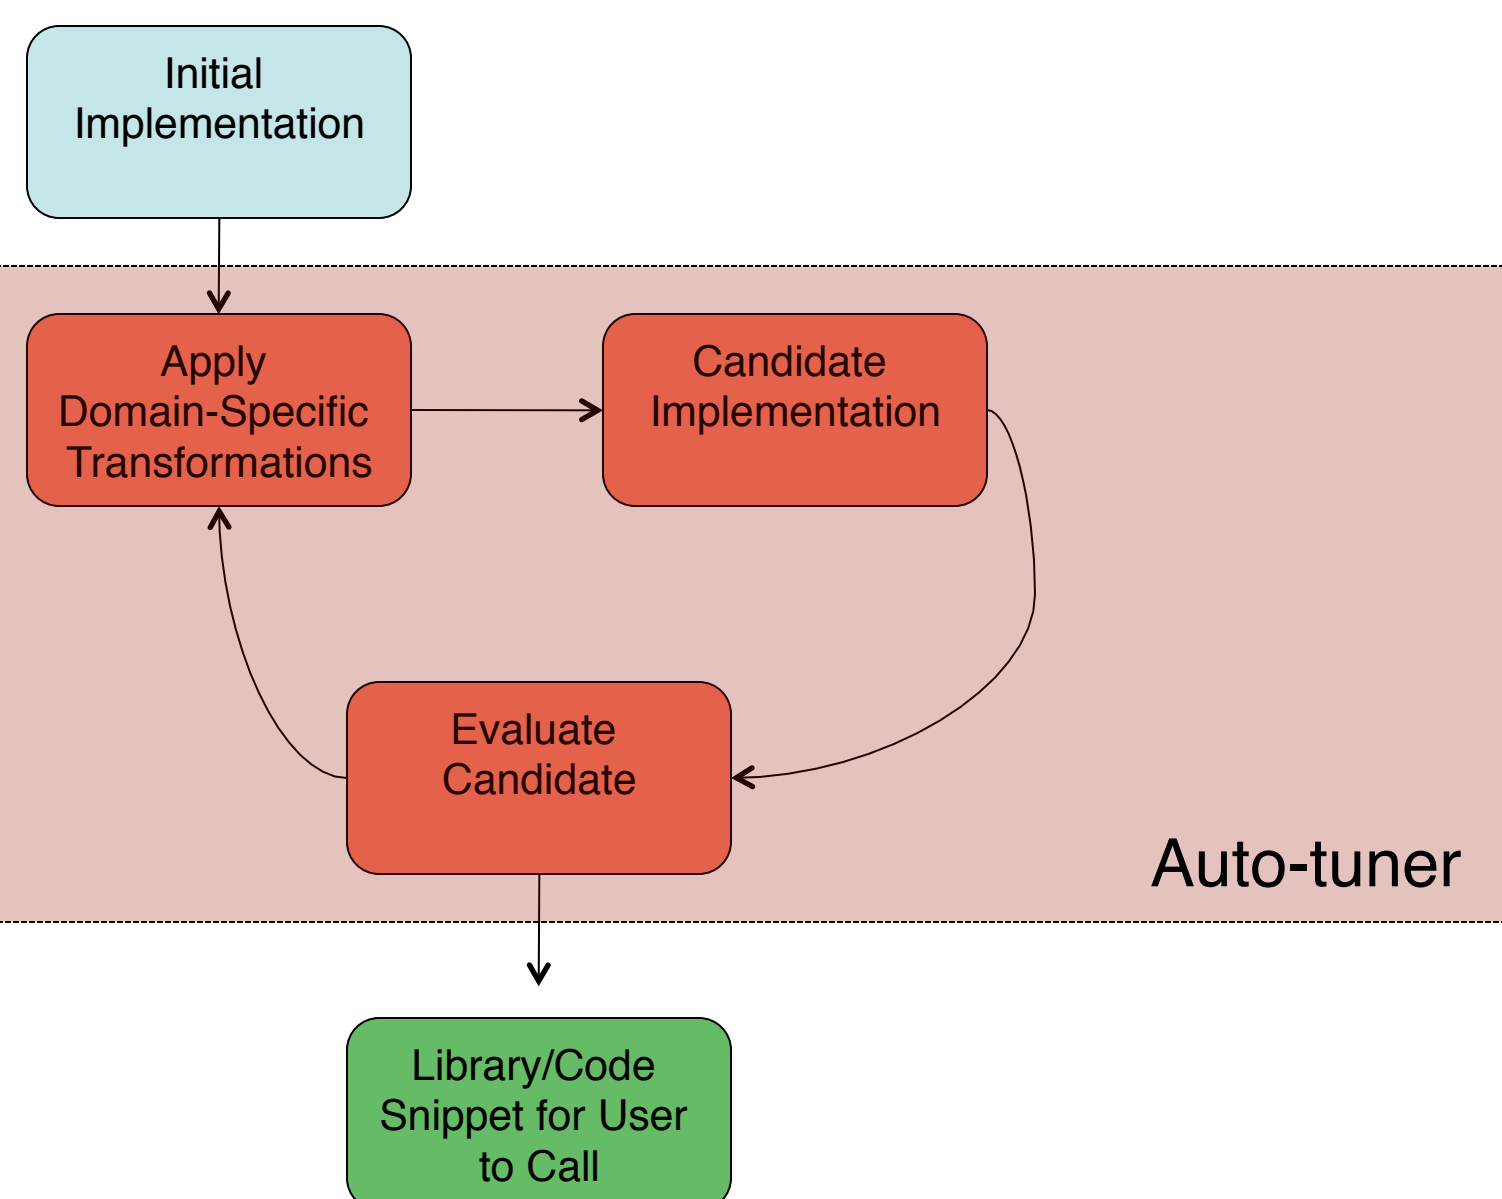 Initial
Implementation
Apply
Domain-Specific
Transformations
Candidate
Implementation
Evaluate
Candidate
Auto-tuner
Library/Code
Snippet for User
to Call